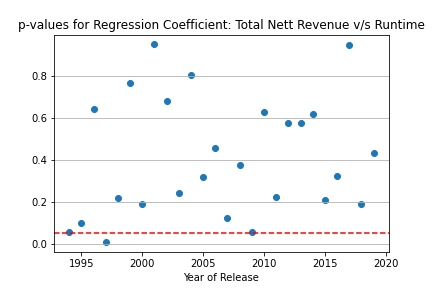 p-values for Regression Coefficient: Total Nett Revenue v/s Runtime
0.8
0.6
0.4
0.2
0.0
1995 2000 2005 2010 2015 2020
Year of Release